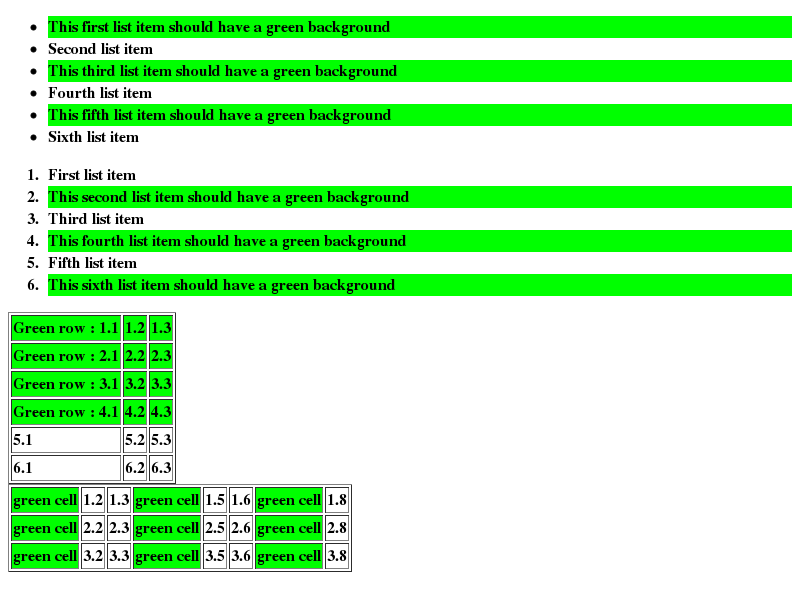 • This first list item should have a green background
• Second list item
• This third list item should have a green background
• Fourth list item
• This fifth list item should have a green background
• Sixth list item
1. First list item
2. This second list item should have a green background
3. Third list item
4. This fourth list item should have a green background
5. Fifth list item
6. This sixth list item should have a green background
Green row : 1.1 1.2 1.3
Green row : 2.1 2.2 2.3
Green row : 3.1 3.2 3.3
Green row : 4.1 4.2 4.3
5.1 5.2 5.3
6.1 6.2 6.3
green cell 1.2 1.3 green cell 1.5 1.6 green cell 1.8
green cell 2.2 2.3 green cell 2.5 2.6 green cell 2.8
green cell 3.2 3.3 green cell 3.5 3.6 green cell 3.8